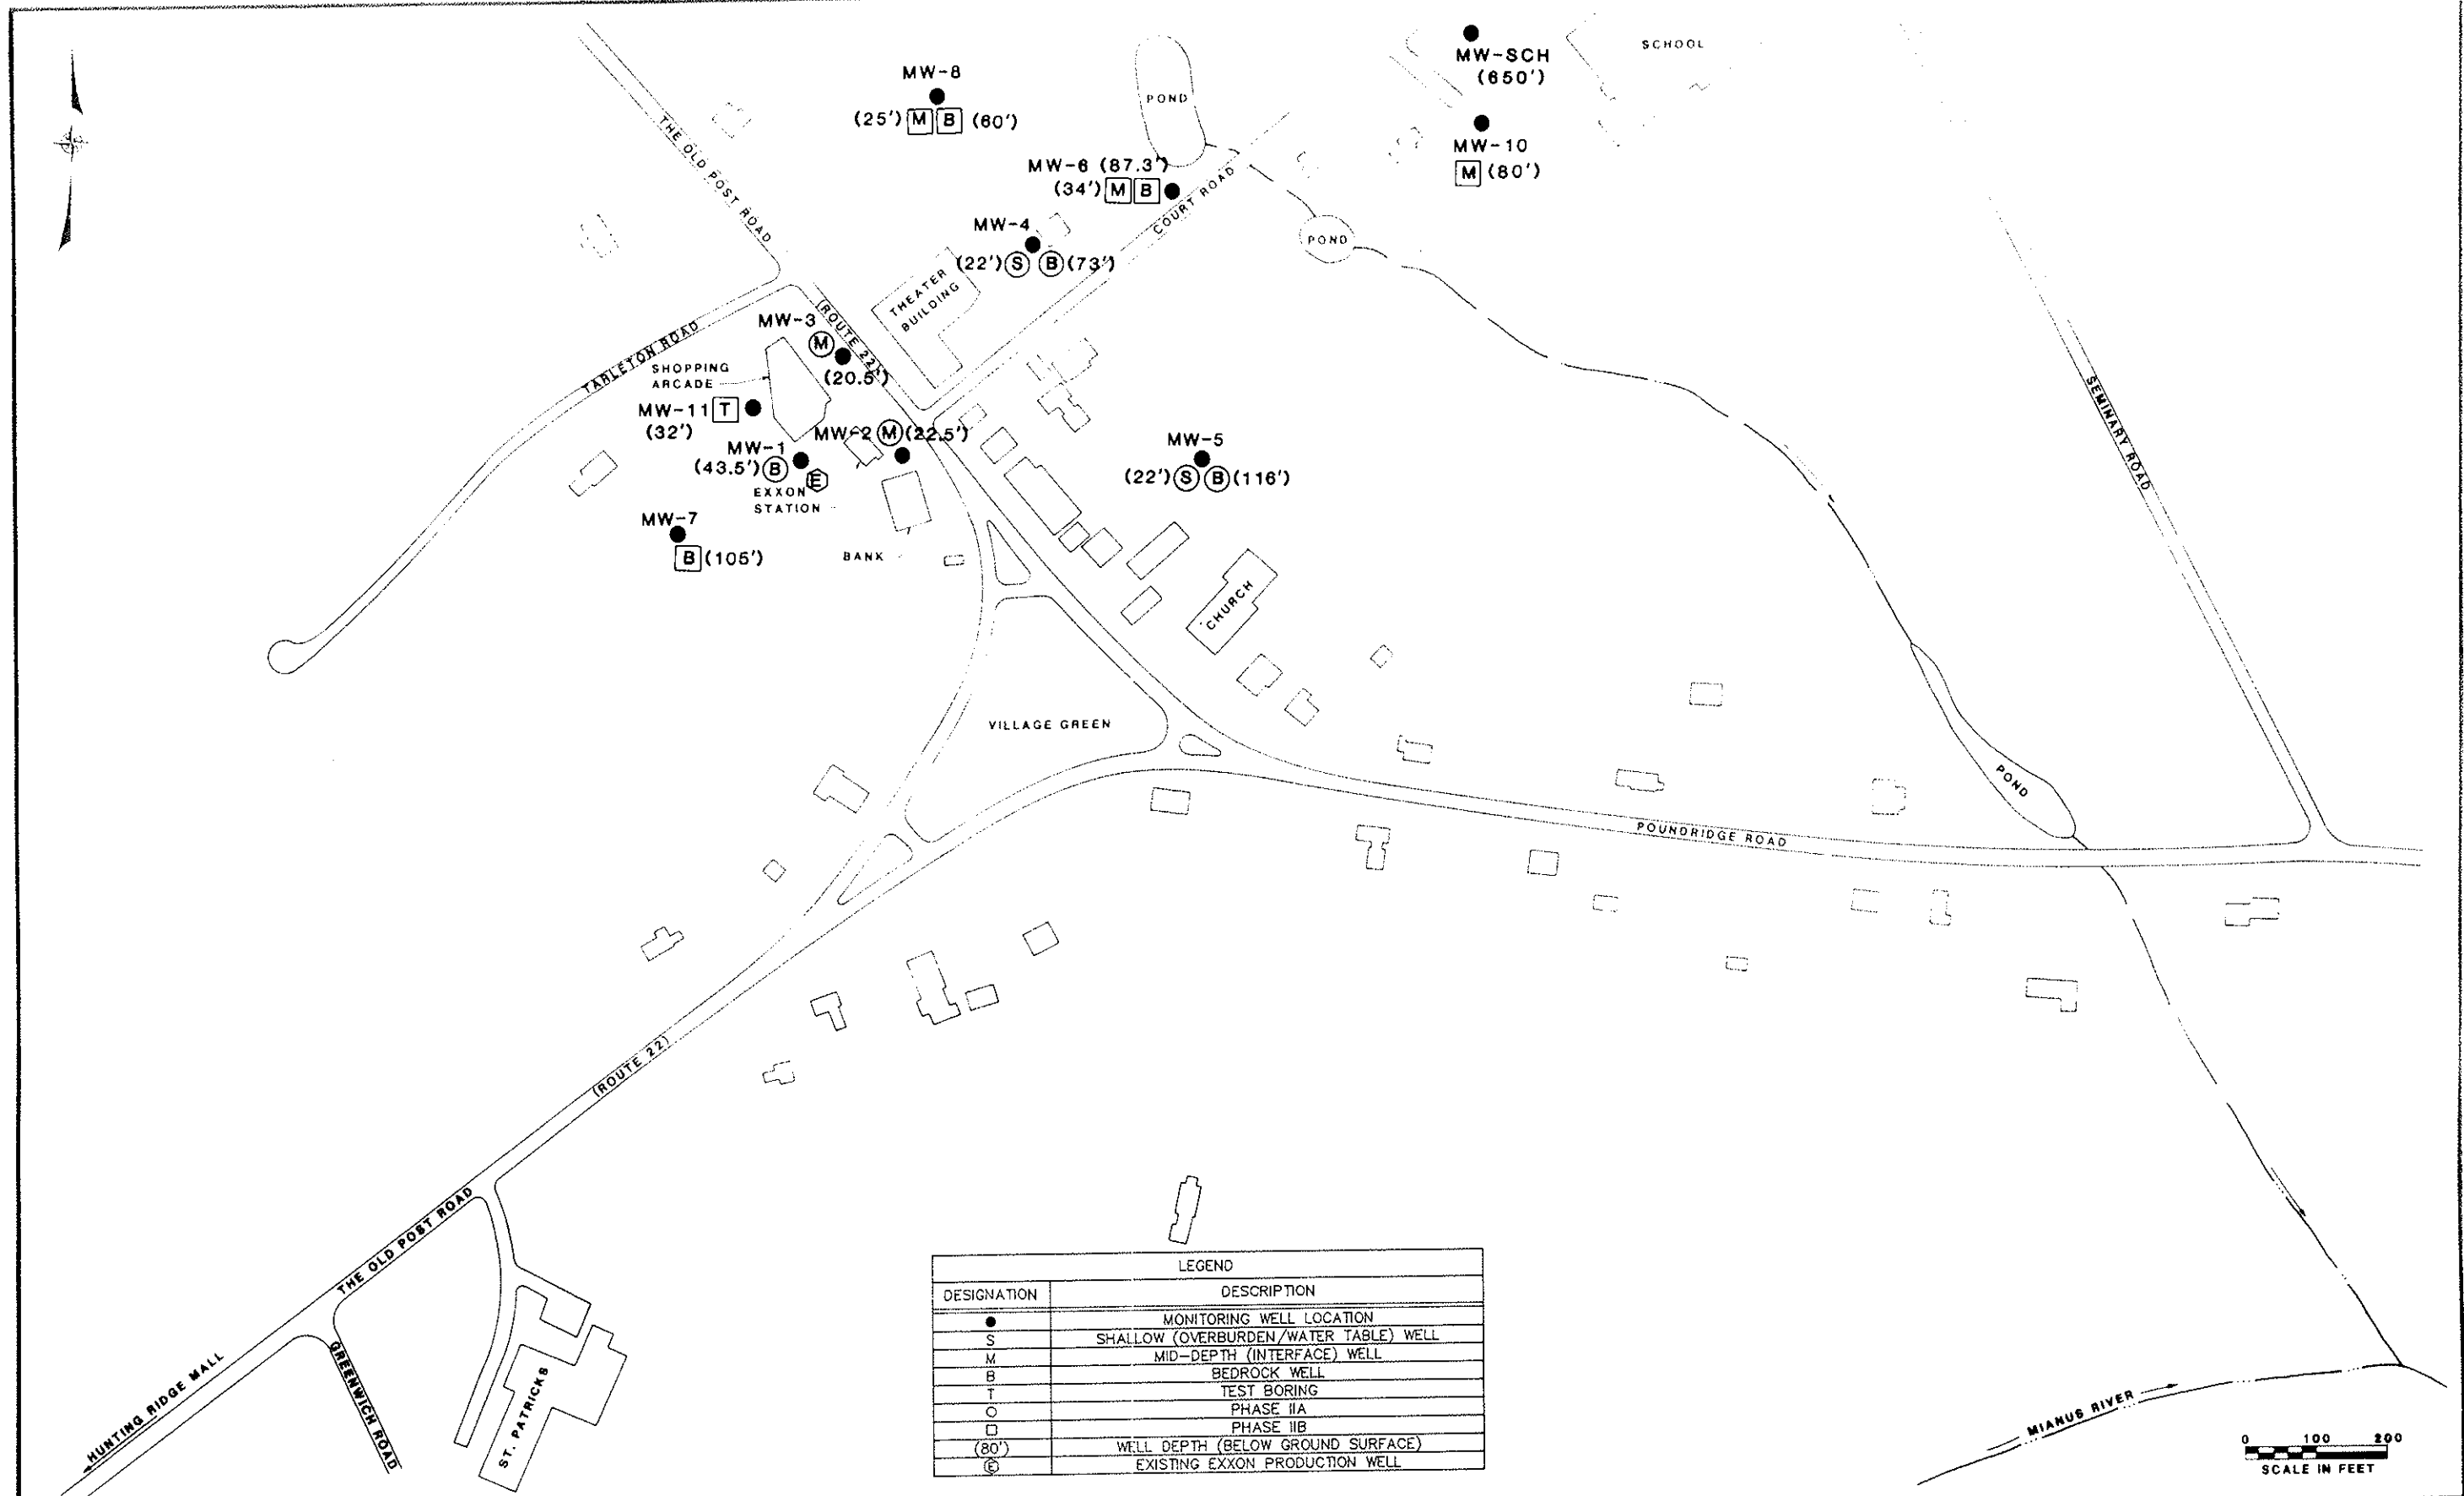 SCHOOL
MW-SCH
(650')
MW-8
(25') M B (60')
POND
MW-10
M (80')
THE OLD POST ROAD
MW-6 (87.3')
(34') M B
COURT ROAD
MW-4
(22') S B (73')
POND
THEATER
BUILDING
(ROUTE 22)
MW-3
M
(20.5')
TARLETON ROAD
SHOPPING
ARCADE
MW-11 T
(32')
MW-2 M (22.5')
MW-1
(43.5') B
E
EXXON
STATION
MW-5
(22') S B (116')
SEMINARY ROAD
MW-7
B (105')
BANK
CHURCH
VILLAGE GREEN
POND
POUNDRIDGE ROAD
(ROUTE 22)
THE OLD POST ROAD
HUNTING RIDGE MALL
GREENWICH ROAD
ST. PATRICKS
LEGEND
DESIGNATION DESCRIPTION
● MONITORING WELL LOCATION
S SHALLOW (OVERBURDEN/WATER TABLE) WELL
M MID-DEPTH (INTERFACE) WELL
B BEDROCK WELL
T TEST BORING
○ PHASE IIA
□ PHASE IIB
(80') WELL DEPTH (BELOW GROUND SURFACE)
E EXISTING EXXON PRODUCTION WELL
MIANUS RIVER
0 100 200
SCALE IN FEET